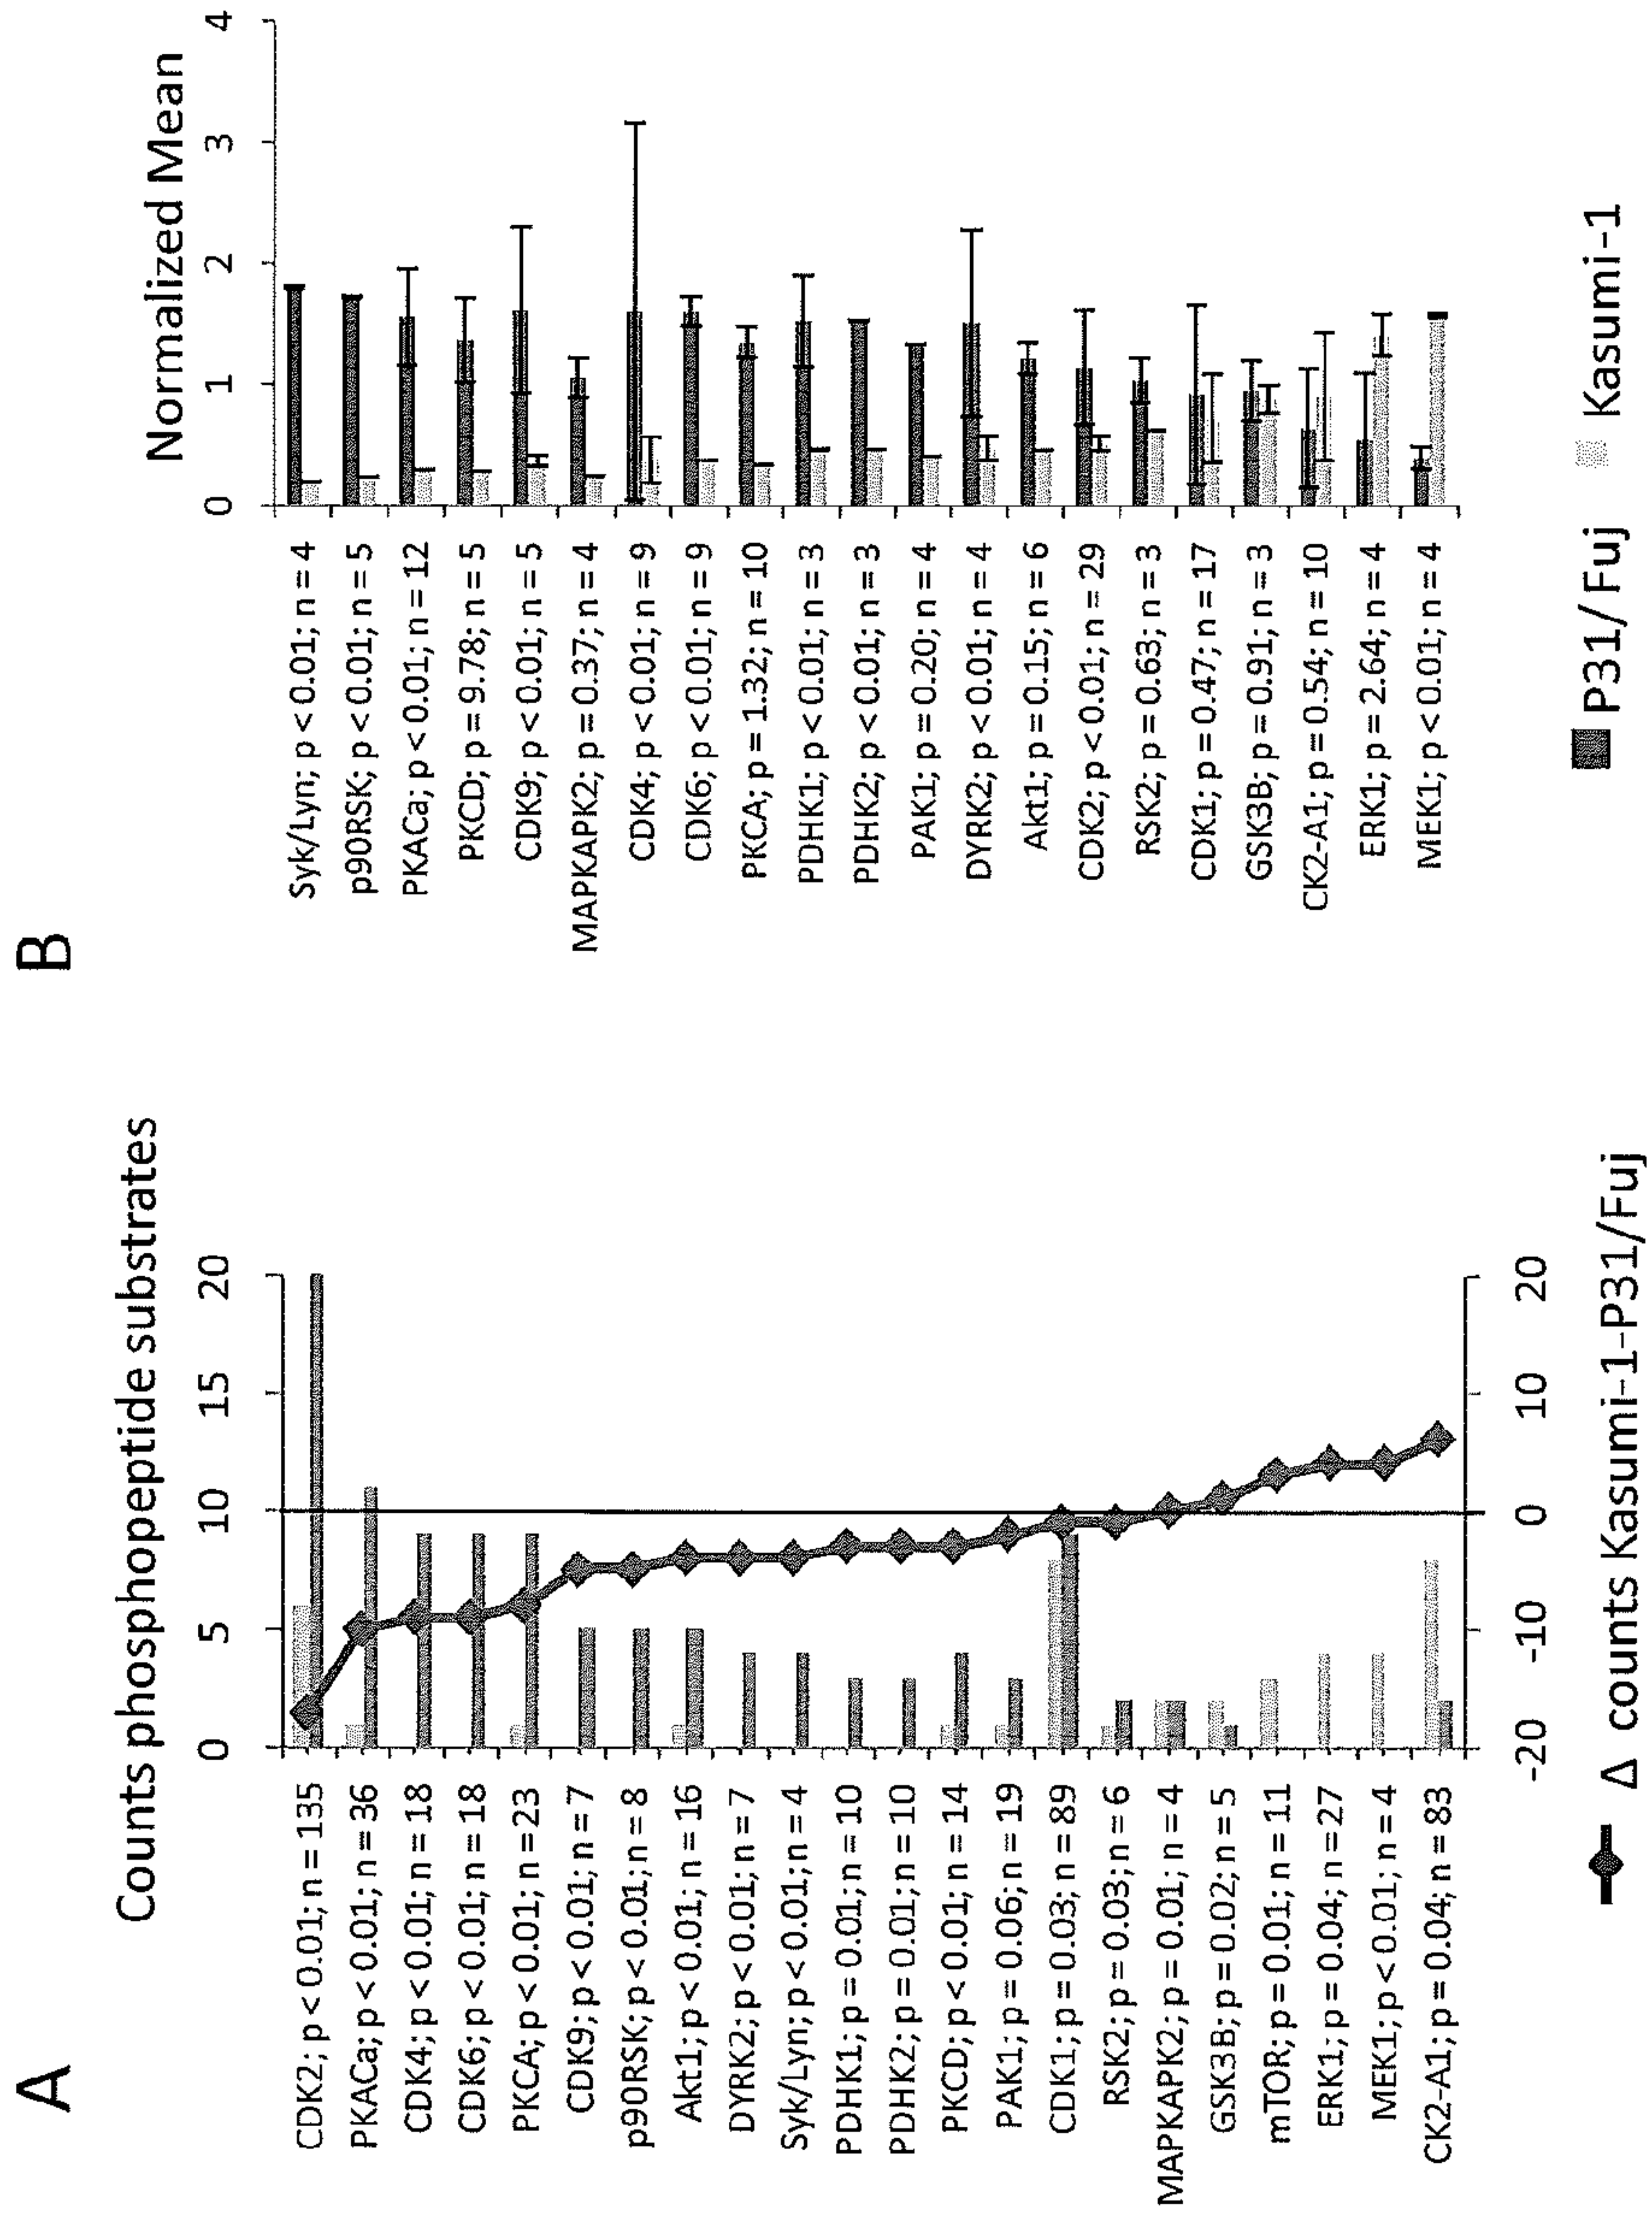 A
Counts phosphopeptide substrates
0 5 10 15 20
CDK2; p < 0.01; n = 135
PKACa; p < 0.01; n = 36
CDK4; p < 0.01; n = 18
CDK6; p < 0.01; n = 18
PKCA; p < 0.01; n = 23
CDK9; p < 0.01; n = 7
p90RSK; p < 0.01; n = 8
Akt1; p < 0.01; n = 16
DYRK2; p < 0.01; n = 7
Syk/Lyn; p < 0.01; n = 4
PDHK1; p = 0.01; n = 10
PDHK2; p = 0.01; n = 10
PKCD; p < 0.01; n = 14
PAK1; p = 0.06; n = 19
CDK1; p = 0.03; n = 89
RSK2; p = 0.03; n = 6
MAPKAPK2; p = 0.01; n = 4
GSK3B; p = 0.02; n = 5
mTOR; p = 0.01; n = 11
ERK1; p = 0.04; n = 27
MEK1; p < 0.01; n = 4
CK2-A1; p = 0.04; n = 83
-20 -10 0 10 20
Δ counts Kasumi-1-P31/Fuj
B
Normalized Mean
0 1 2 3 4
Syk/Lyn; p < 0.01; n = 4
p90RSK; p < 0.01; n = 5
PKACa; p < 0.01; n = 12
PKCD; p = 9.78; n = 5
CDK9; p < 0.01; n = 5
MAPKAPK2; p = 0.37; n = 4
CDK4; p < 0.01; n = 9
CDK6; p < 0.01; n = 9
PKCA; p = 1.32; n = 10
PDHK1; p < 0.01; n = 3
PDHK2; p < 0.01; n = 3
PAK1; p = 0.20; n = 4
DYRK2; p < 0.01; n = 4
Akt1; p = 0.15; n = 6
CDK2; p < 0.01; n = 29
RSK2; p = 0.63; n = 3
CDK1; p = 0.47; n = 17
GSK3B; p = 0.91; n = 3
CK2-A1; p = 0.54; n = 10
ERK1; p = 2.64; n = 4
MEK1; p < 0.01; n = 4
P31/Fuj Kasumi-1